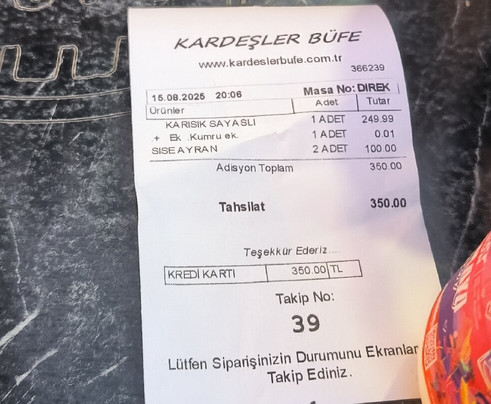 KARDEŞLER BÜFE
www.kardeslerbufe.com.tr
366239
15.08.2025 20:06 Masa No: DIREK
Ürünler Adet Tutar
KARISIK SAYASLI 1 ADET 249.99
+ Ek .Kumru ek. 1 ADET 0.01
SISE AYRAN 2 ADET 100.00
Adisyon Toplam 350.00
Tahsilat 350.00
Teşekkür Ederiz....
KREDİ KARTI 350.00 TL
Takip No:
39
Lütfen Siparişinizin Durumunu Ekranlar
Takip Ediniz.